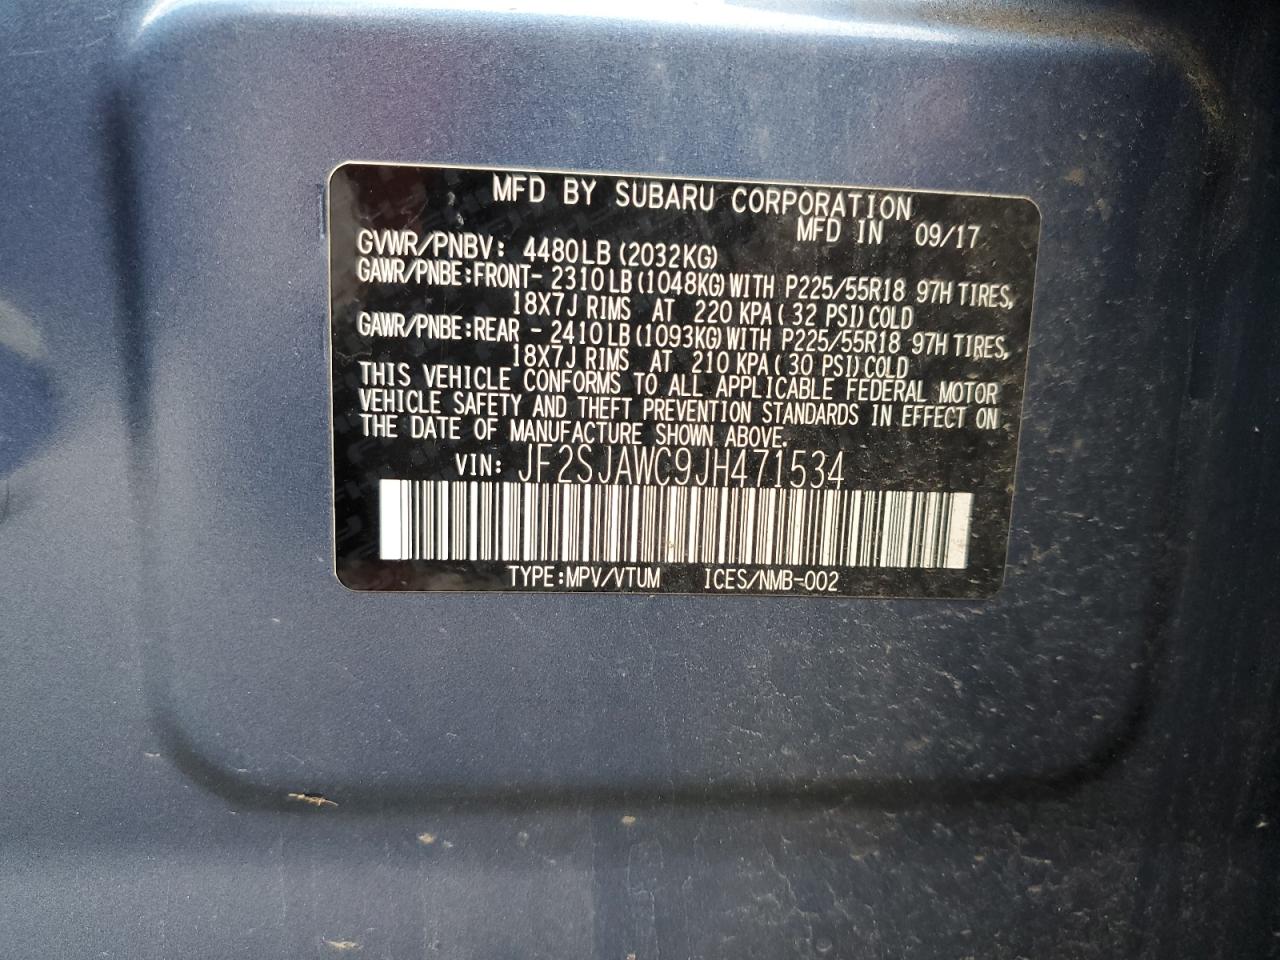 MFD BY SUBARU CORPORATION
MFD IN 09/17
GVWR/PNBV: 4480LB (2032KG)
GAWR/PNBE:FRONT- 2310LB (1048KG) WITH P225/55R18 97H TIRES,
18X7J RIMS AT 220 KPA ( 32 PSI) COLD
GAWR/PNBE:REAR - 2410LB (1093KG) WITH P225/55R18 97H TIRES,
18X7J RIMS AT 210 KPA ( 30 PSI) COLD
THIS VEHICLE CONFORMS TO ALL APPLICABLE FEDERAL MOTOR
VEHICLE SAFETY AND THEFT PREVENTION STANDARDS IN EFFECT ON
THE DATE OF MANUFACTURE SHOWN ABOVE.
VIN: JF2SJAWC9JH471534
TYPE:MPV/VTUM ICES/NMB-002